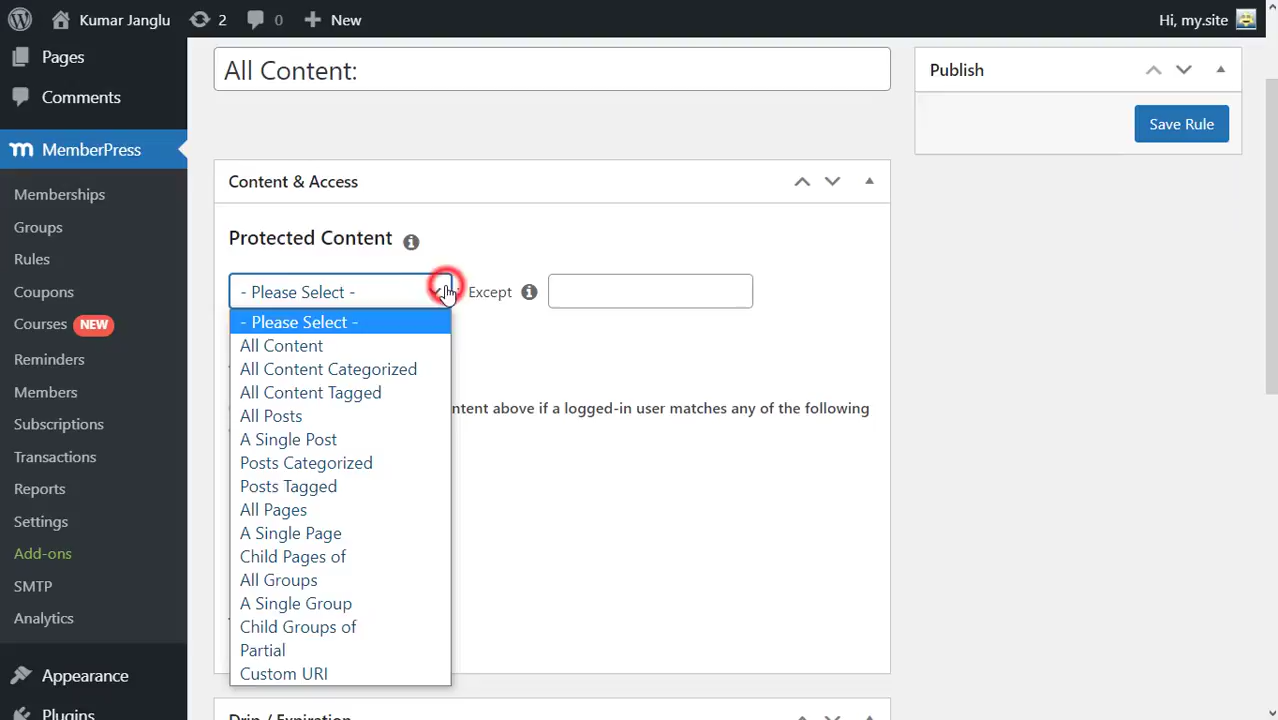 Kumar Janglu
2
0
New
Hi, my.site
Pages
Comments
MemberPress
Memberships
Groups
Rules
Coupons
Courses NEW
Reminders
Members
Subscriptions
Transactions
Reports
Settings
Add-ons
SMTP
Analytics
Appearance
Plugins
All Content:
Content & Access
Protected Content
- Please Select -
Except
- Please Select -
All Content
All Content Categorized
All Content Tagged
All Posts
A Single Post
Posts Categorized
Posts Tagged
All Pages
A Single Page
Child Pages of
All Groups
A Single Group
Child Groups of
Partial
Custom URI
above if a logged-in user matches any of the following
Drip / Expiration
Publish
Save Rule